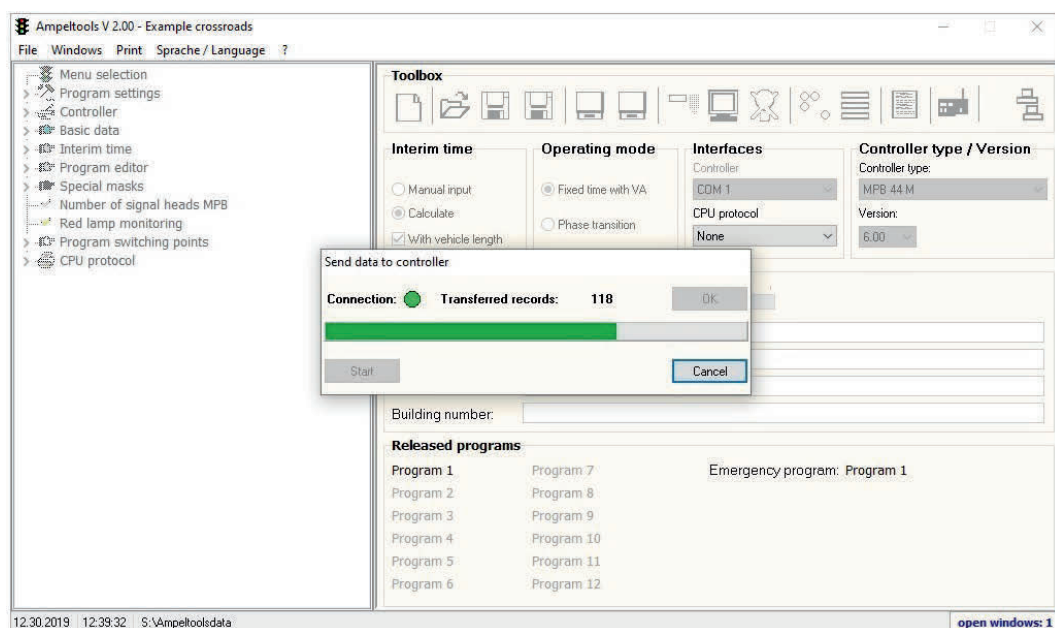 Ampeltools V 2.00 - Example crossroads
File Windows Print Sprache / Language ?
Menu selection
Program settings
Controller
Basic data
Interim time
Program editor
Special masks
Number of signal heads MPB
Red lamp monitoring
Program switching points
CPU protocol
Toolbox
Interim time
Manual input
Calculate
With vehicle length
Operating mode
Fixed time with VA
Phase transition
Interfaces
Controller
COM 1
CPU protocol
None
Controller type / Version
Controller type:
MPB 44 M
Version:
6.00
Send data to controller
Connection: Transferred records: 118 OK
Start Cancel
Building number:
Released programs
Program 1 Program 7 Emergency program: Program 1
Program 2 Program 8
Program 3 Program 9
Program 4 Program 10
Program 5 Program 11
Program 6 Program 12
12.30.2019 12:39:32 S:\Ampeltoolsdata open windows: 1